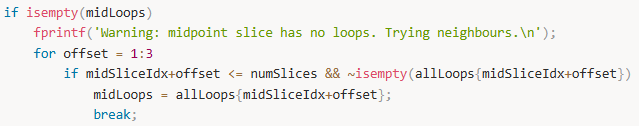 if isempty(midLoops)
    fprintf('Warning: midpoint slice has no loops. Trying neighbours.\n');
    for offset = 1:3
        if midSliceIdx+offset <= numSlices && ~isempty(allLoops{midSliceIdx+offset})
            midLoops = allLoops{midSliceIdx+offset};
            break;